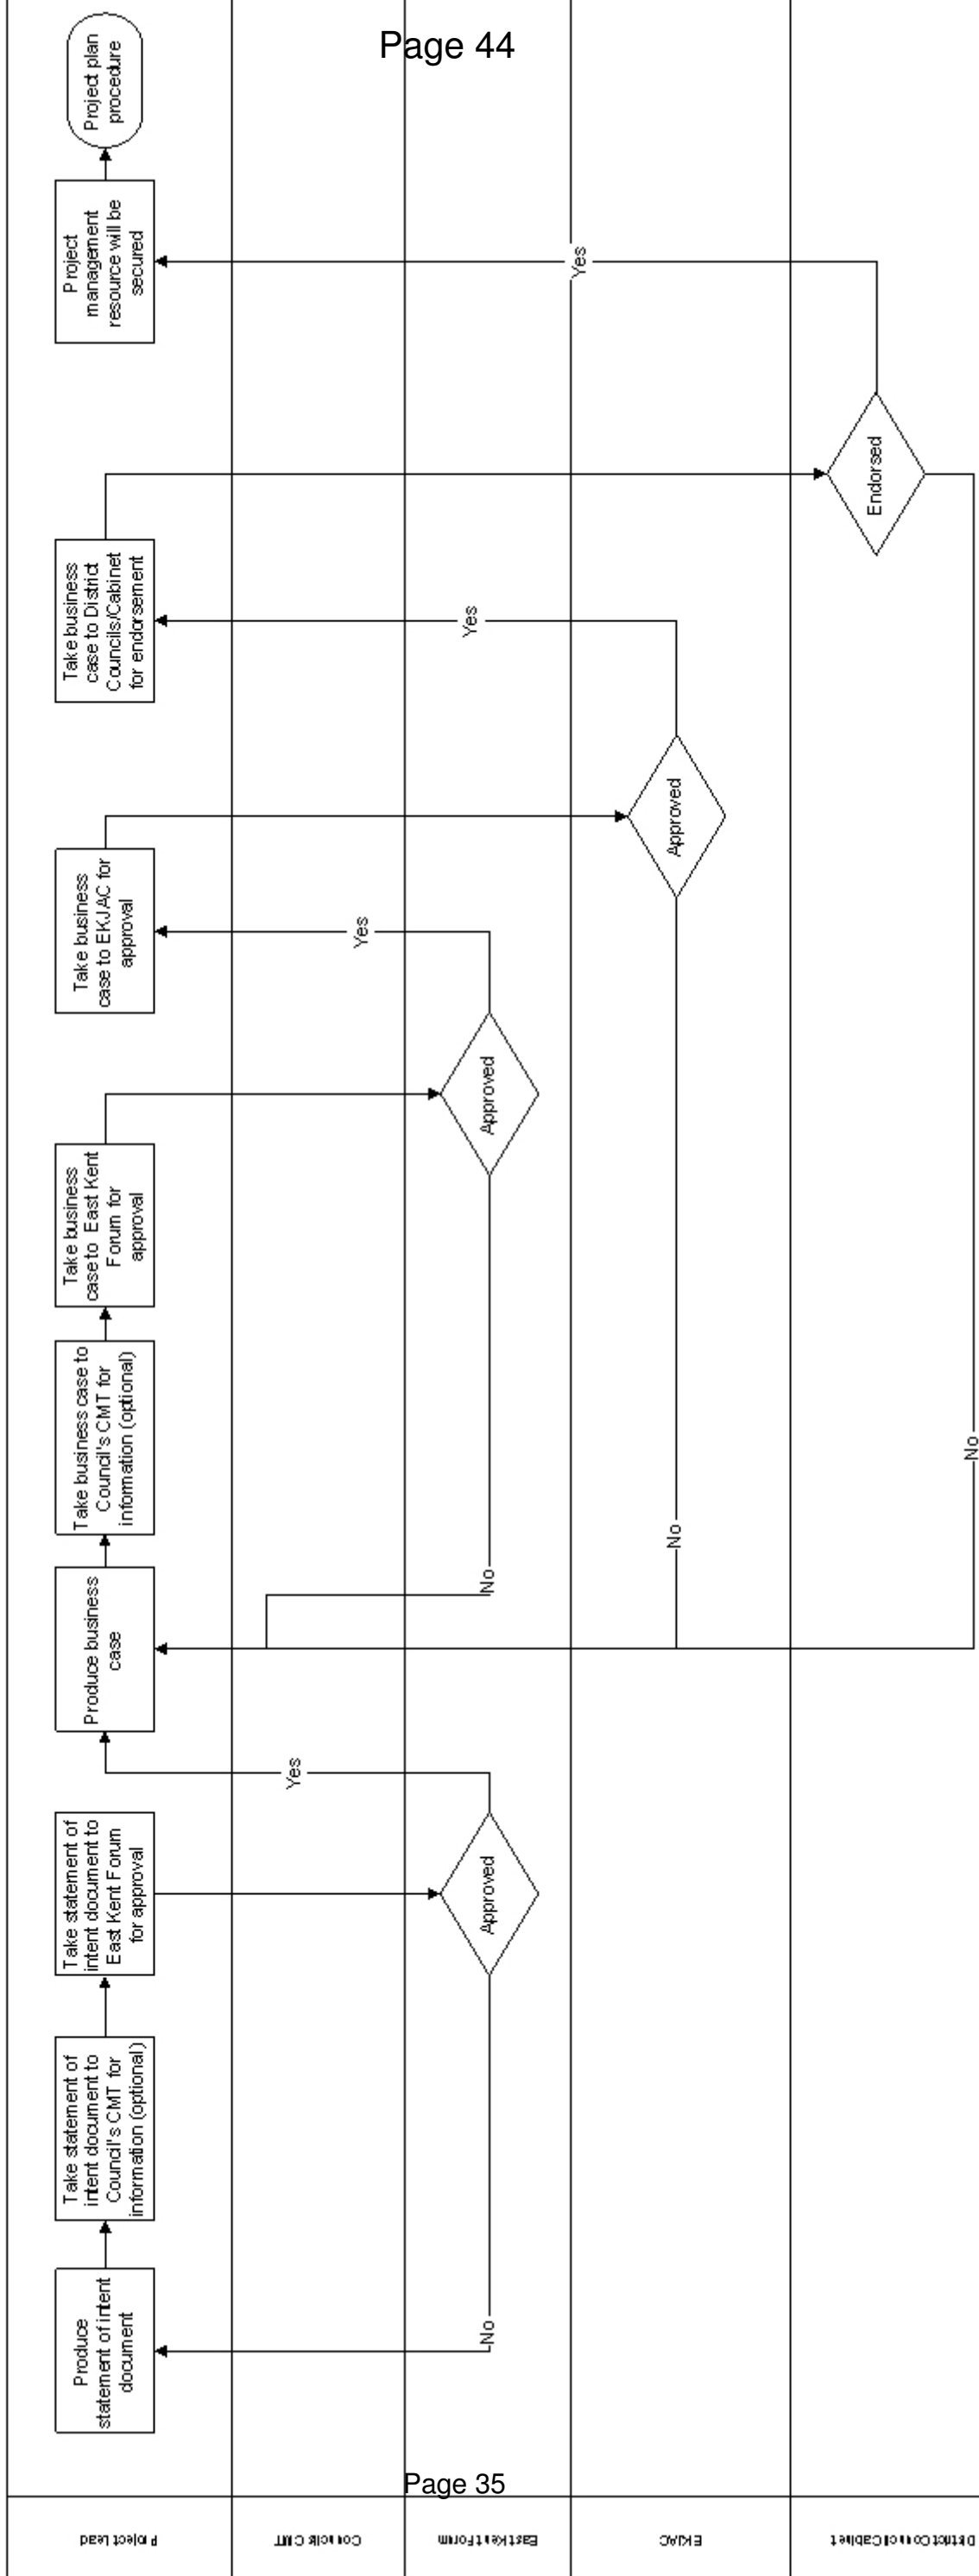 Page 44
Produce
statement of intent
document
Take statement of
intent document to
Council's CMT for
information (optional)
Take statement of
intent document to
East Kent Forum
for approval
Produce business
case
Take business case to
Council's CMT for
information (optional)
Take business
case to East Kent
Forum for
approval
Take business
case to EKJAC for
approval
Take business
case to District
Councils/Cabinet
for endorsement
Project
management
resource will be
secured
Project plan
procedure
Approved
No
Yes
Approved
No
Yes
Approved
No
Yes
Endorsed
No
Yes
Page 35
Project Lead
Councils CMT
East Kent Forum
EKJAC
District Council Cabinet